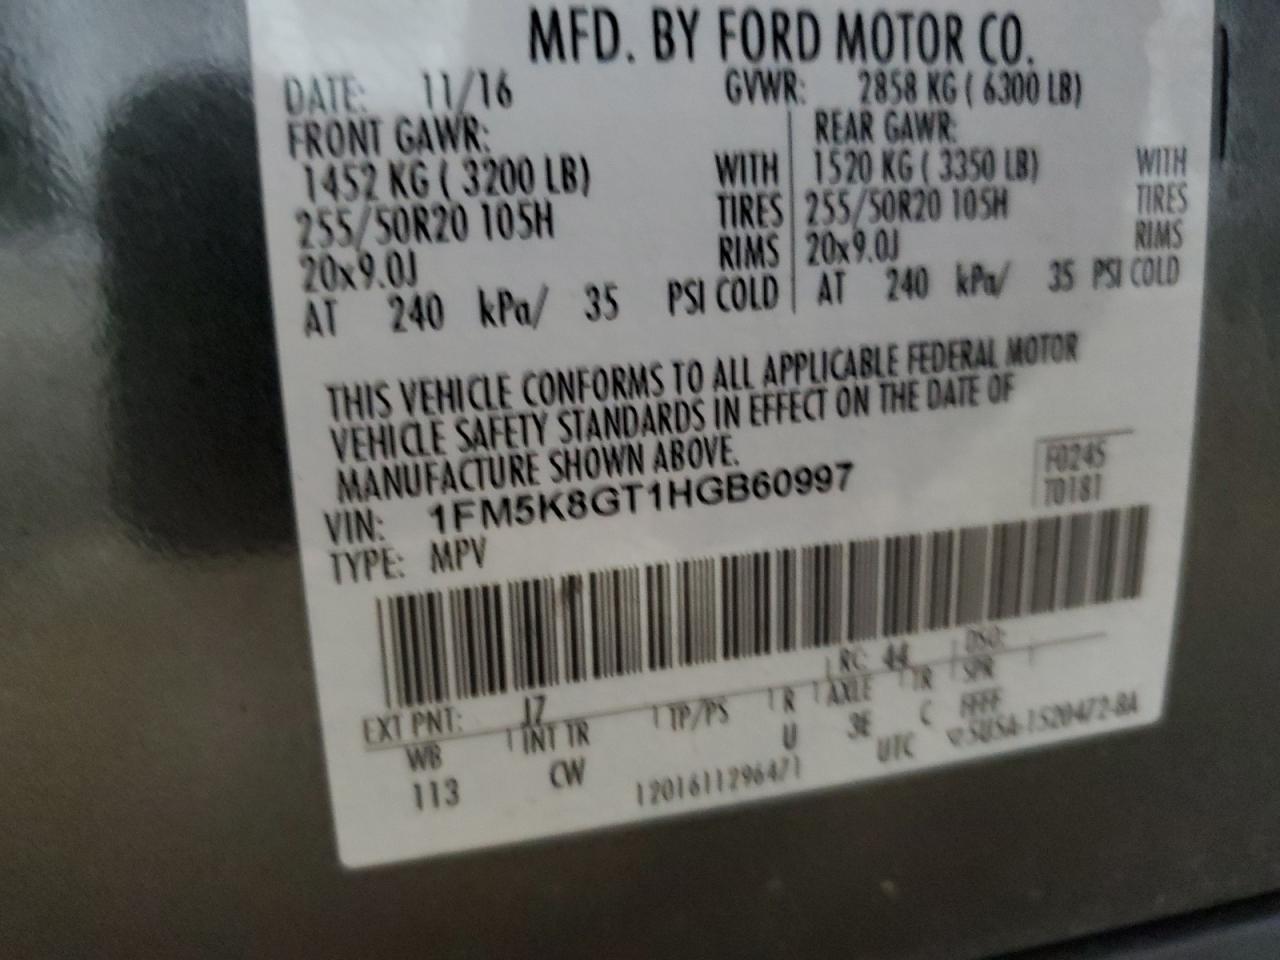 MFD. BY FORD MOTOR CO.
DATE: 11/16 GVWR: 2858 KG ( 6300 LB)
FRONT GAWR: REAR GAWR:
1452 KG ( 3200 LB) WITH 1520 KG ( 3350 LB) WITH
255/50R20 105H TIRES 255/50R20 105H TIRES
20x9.0J RIMS 20x9.0J RIMS
AT 240 kPa/ 35 PSI COLD AT 240 kPa/ 35 PSI COLD
THIS VEHICLE CONFORMS TO ALL APPLICABLE FEDERAL MOTOR
VEHICLE SAFETY STANDARDS IN EFFECT ON THE DATE OF
MANUFACTURE SHOWN ABOVE.
VIN: 1FM5K8GT1HGB60997
F0245
T0181
TYPE: MPV
EXT PNT: J7 RC: 44 DSO:
WB INT TR TP/PS R AXLE TR SPR
113 CW U 3E C FFFF
1201611296471 UTC